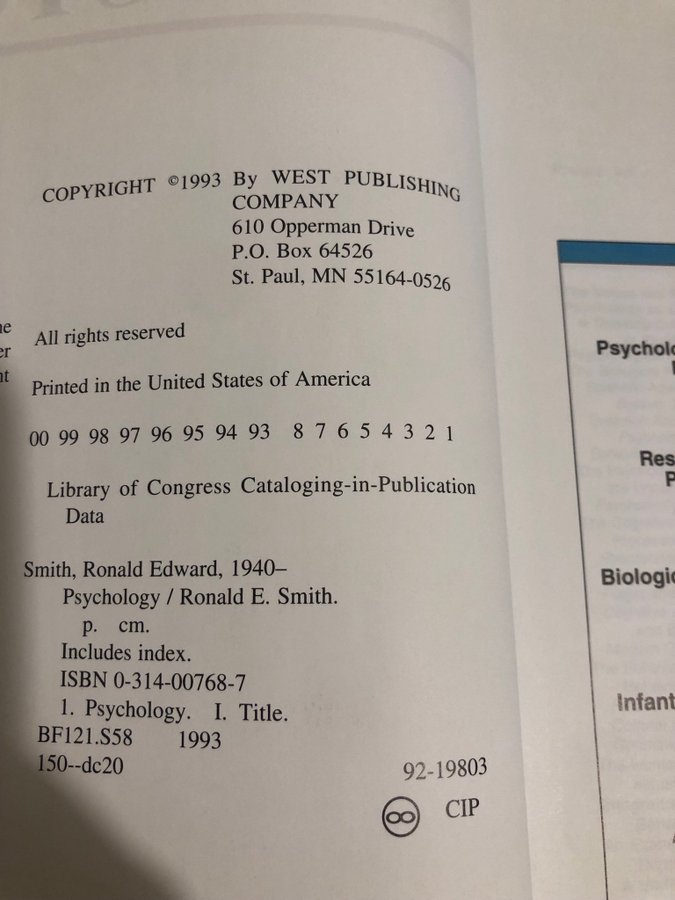 COPYRIGHT ©1993 By WEST PUBLISHING
COMPANY
610 Opperman Drive
P.O. Box 64526
St. Paul, MN 55164-0526
All rights reserved
Printed in the United States of America
00 99 98 97 96 95 94 93 8 7 6 5 4 3 2 1
Library of Congress Cataloging-in-Publication
Data
Smith, Ronald Edward, 1940–
Psychology / Ronald E. Smith.
p. cm.
Includes index.
ISBN 0-314-00768-7
1. Psychology. I. Title.
BF121.S58 1993
150--dc20
92-19803
CIP
Psycholo
Res
P
Biologic
Infant